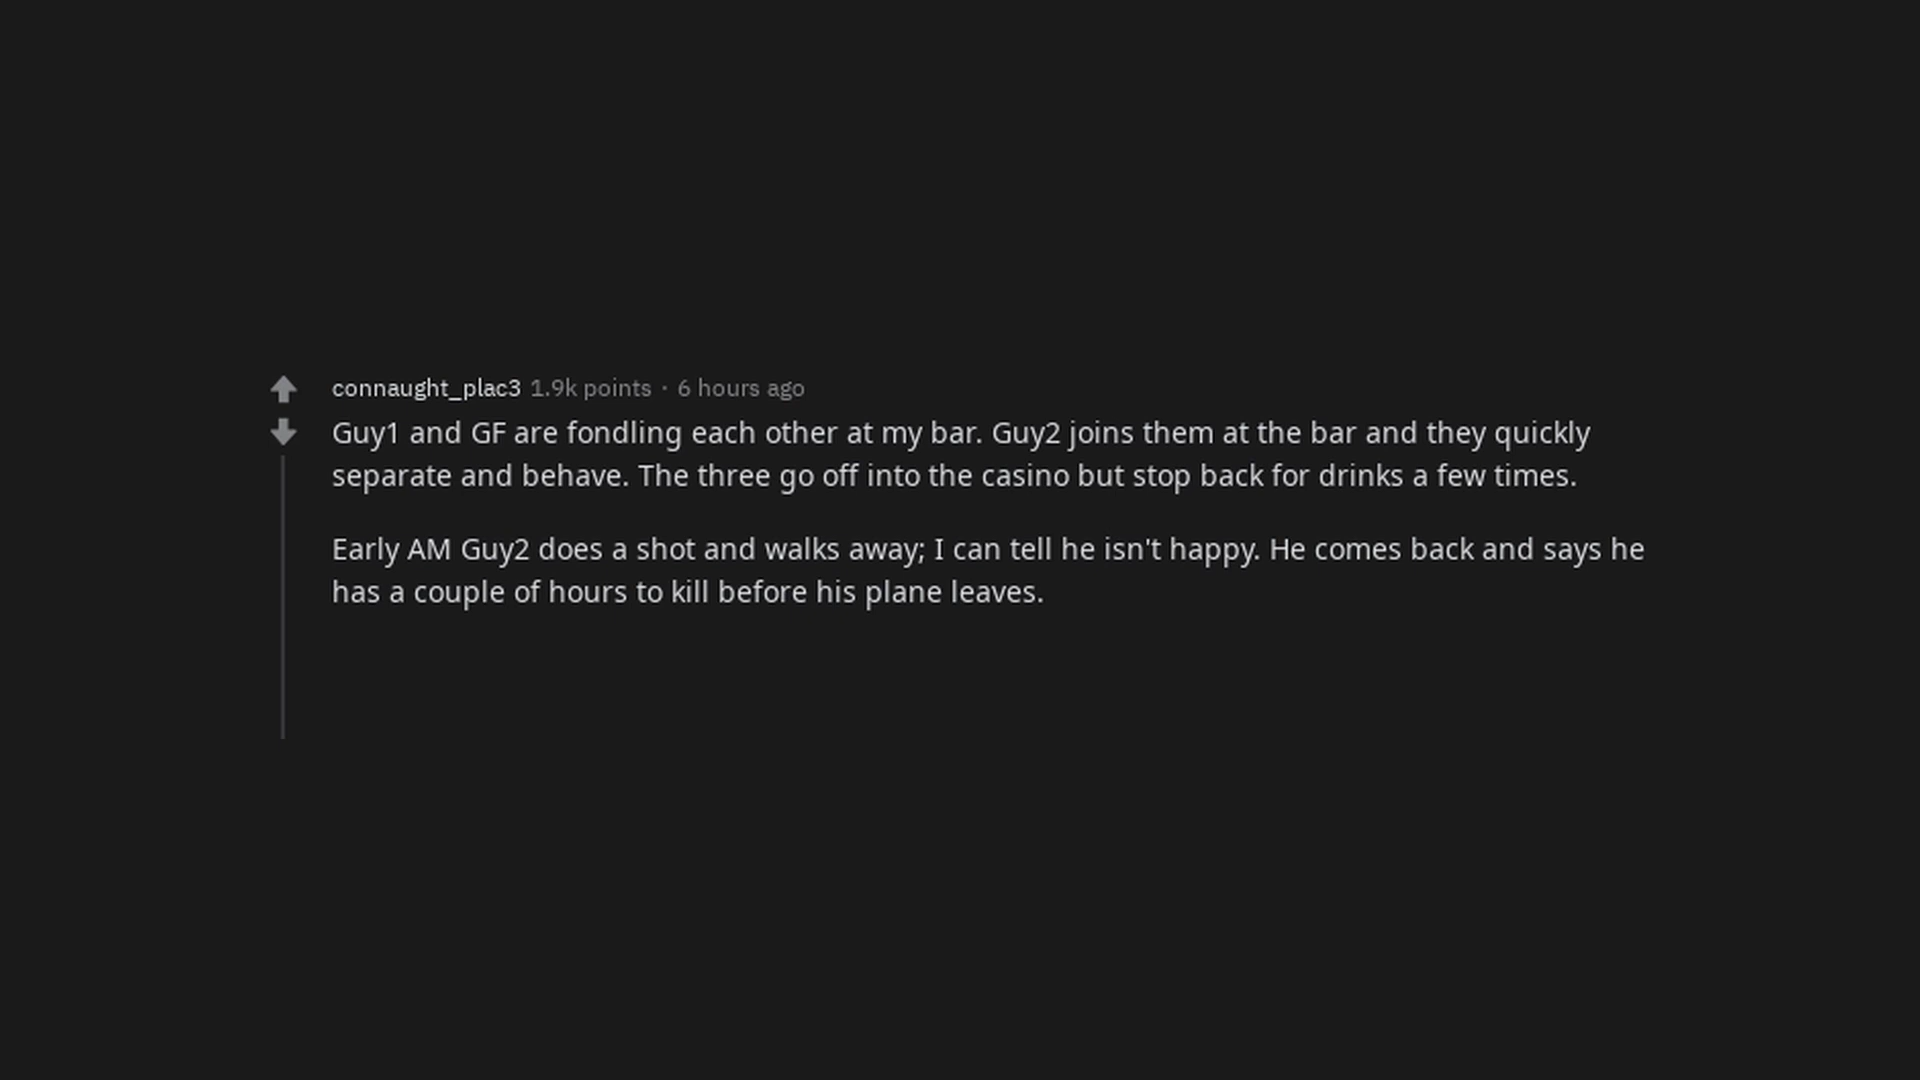 connaught_plac3 1.9k points · 6 hours ago
Guy1 and GF are fondling each other at my bar. Guy2 joins them at the bar and they quickly
separate and behave. The three go off into the casino but stop back for drinks a few times.
Early AM Guy2 does a shot and walks away; I can tell he isn't happy. He comes back and says he
has a couple of hours to kill before his plane leaves.